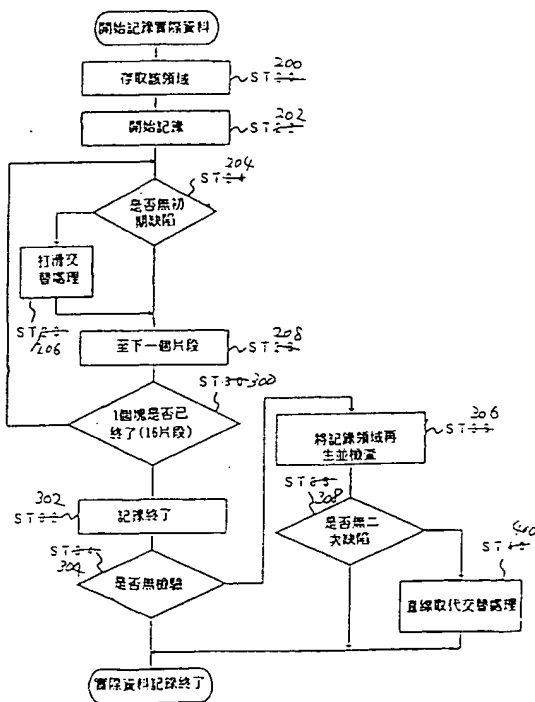 開始記錄實際資料
200
存取該領域
ST
202
開始記錄
ST
204
ST
是否無初
期缺陷
打滑交
替處理
ST
206
208
至下一個片段
ST
ST 300
1個塊是否已
終了(16片段)
306
將記錄領域再
生並檢查
ST
302
ST
記錄終了
ST
308
是否無二
次缺陷
ST
304
是否無檢驗
400
ST
直線取代交替處理
實際資料記錄終了